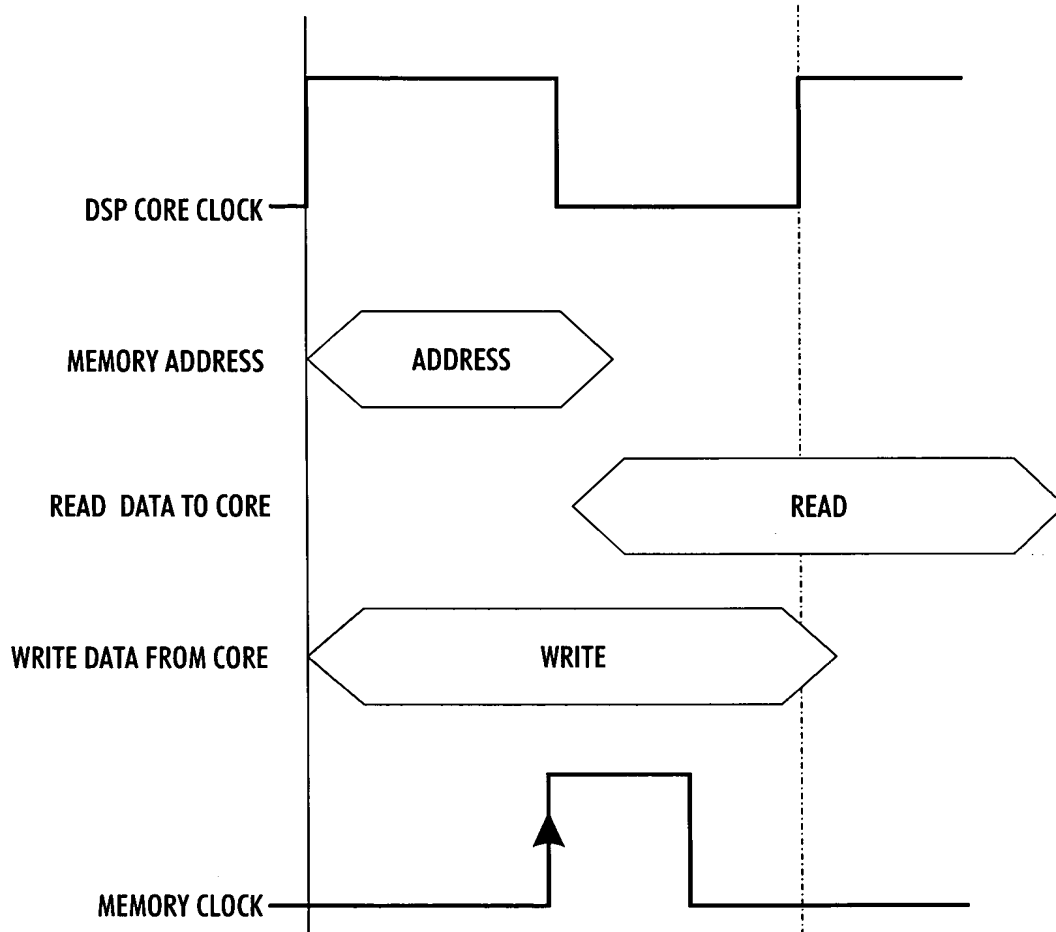 DSP CORE CLOCK
MEMORY ADDRESS
ADDRESS
READ DATA TO CORE
READ
WRITE DATA FROM CORE
WRITE
MEMORY CLOCK